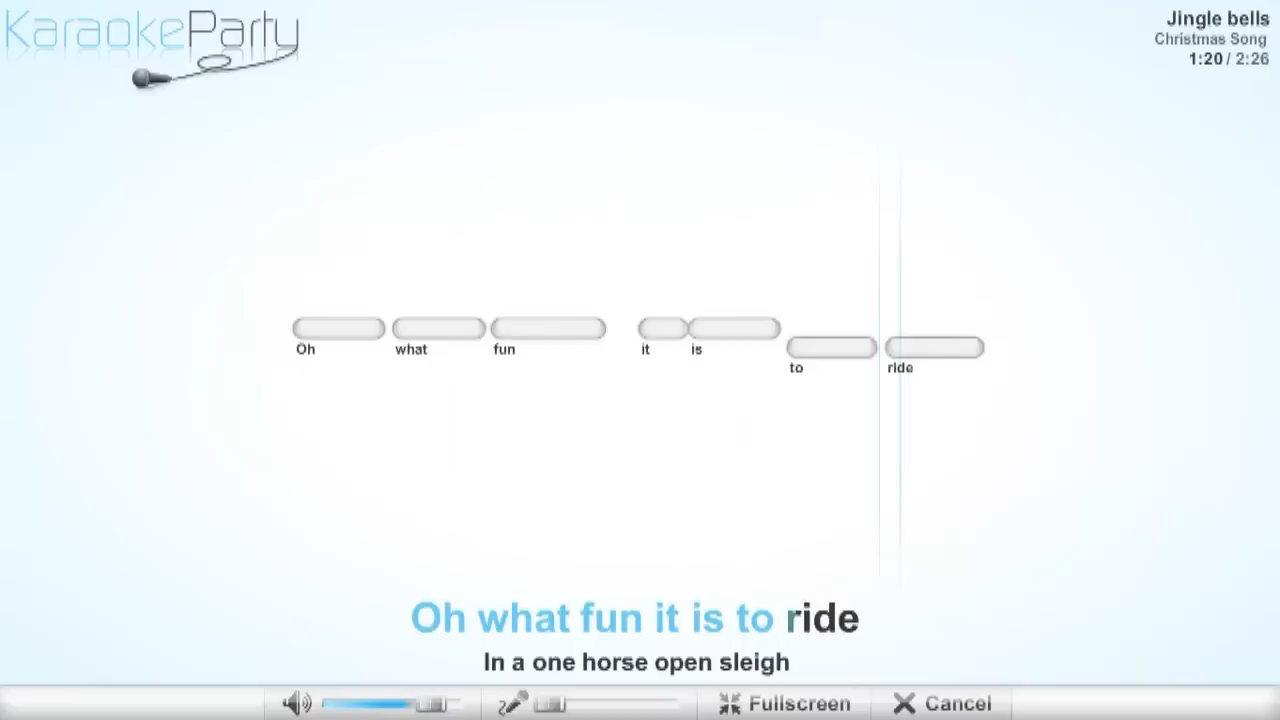 KaraokeParty
Jingle bells
Christmas Song
1:20 / 2:26
Oh what fun it is to ride
Oh what fun it is to ride
In a one horse open sleigh
Fullscreen Cancel